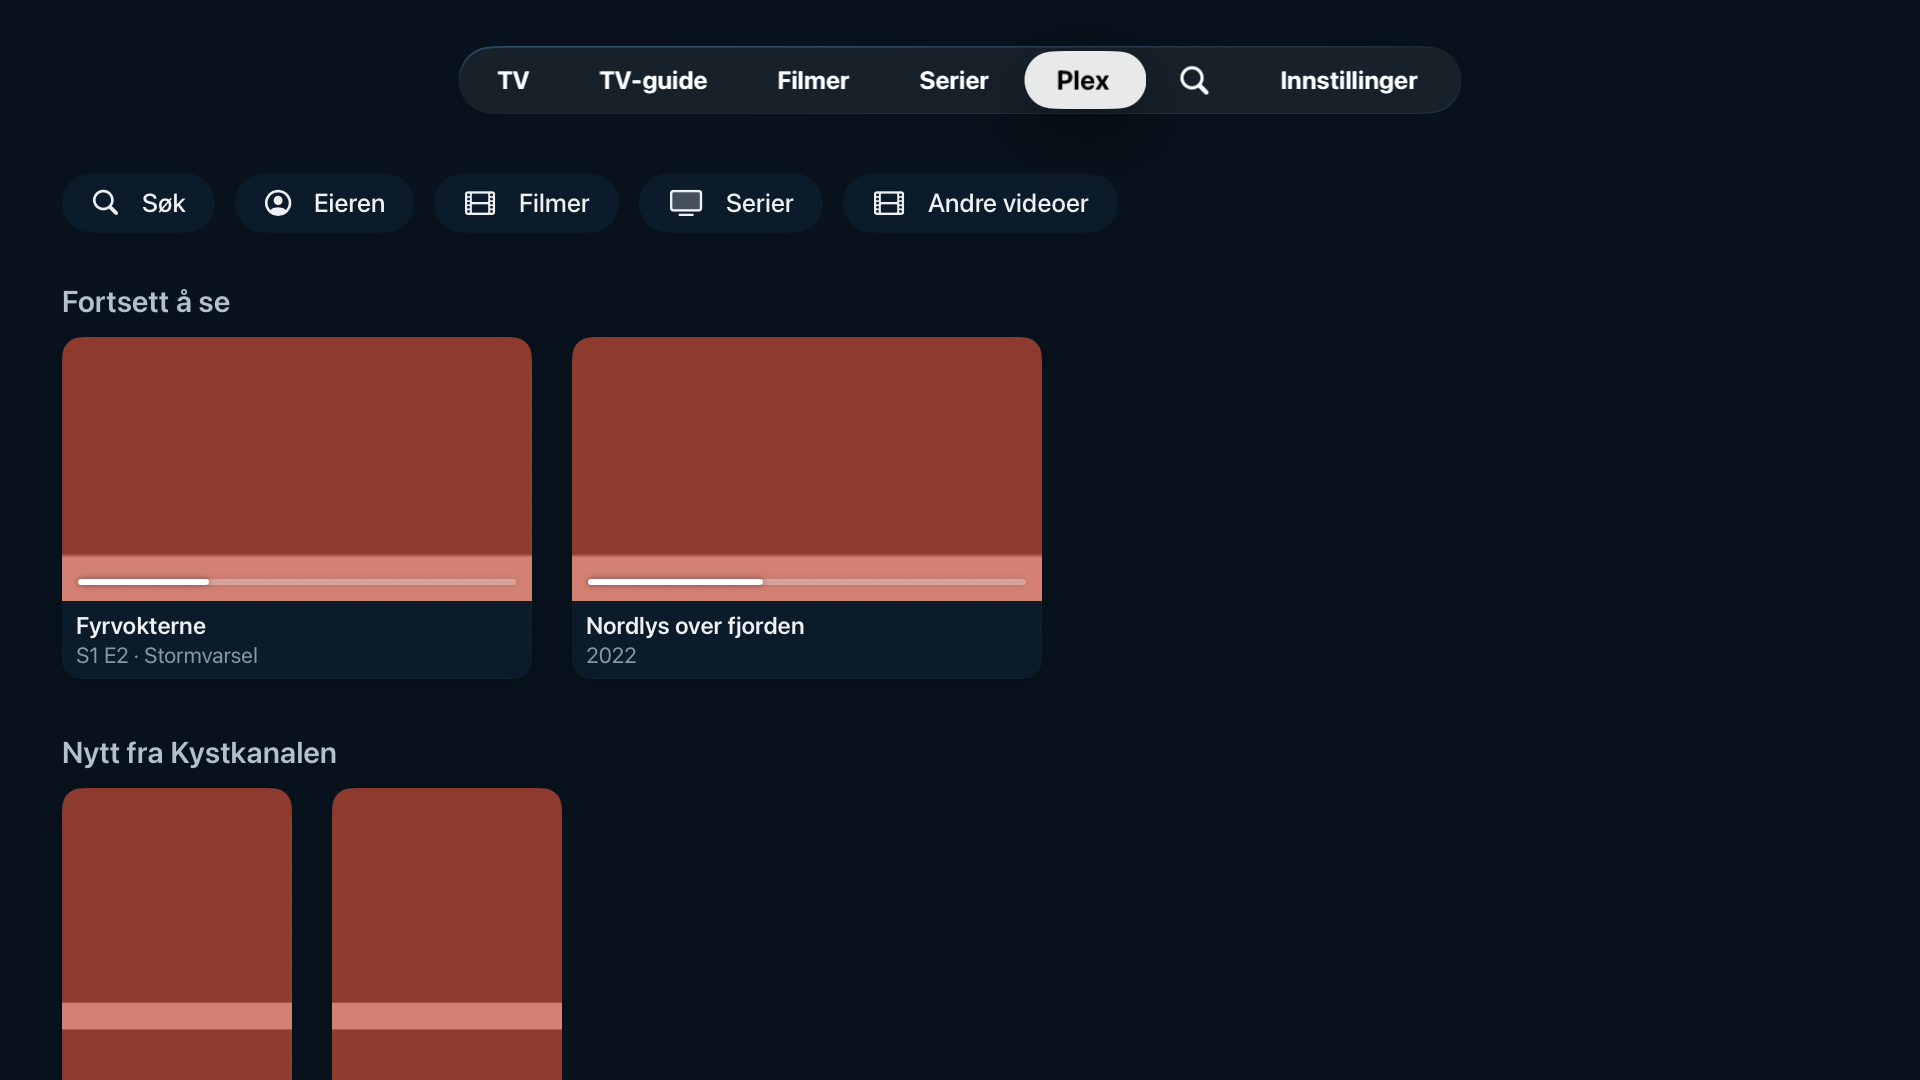 TV TV-guide Filmer Serier Plex Innstillinger
Søk Eieren Filmer Serier Andre videoer
Fortsett å se
Fyrvokterne
S1 E2 · Stormvarsel
Nordlys over fjorden
2022
Nytt fra Kystkanalen